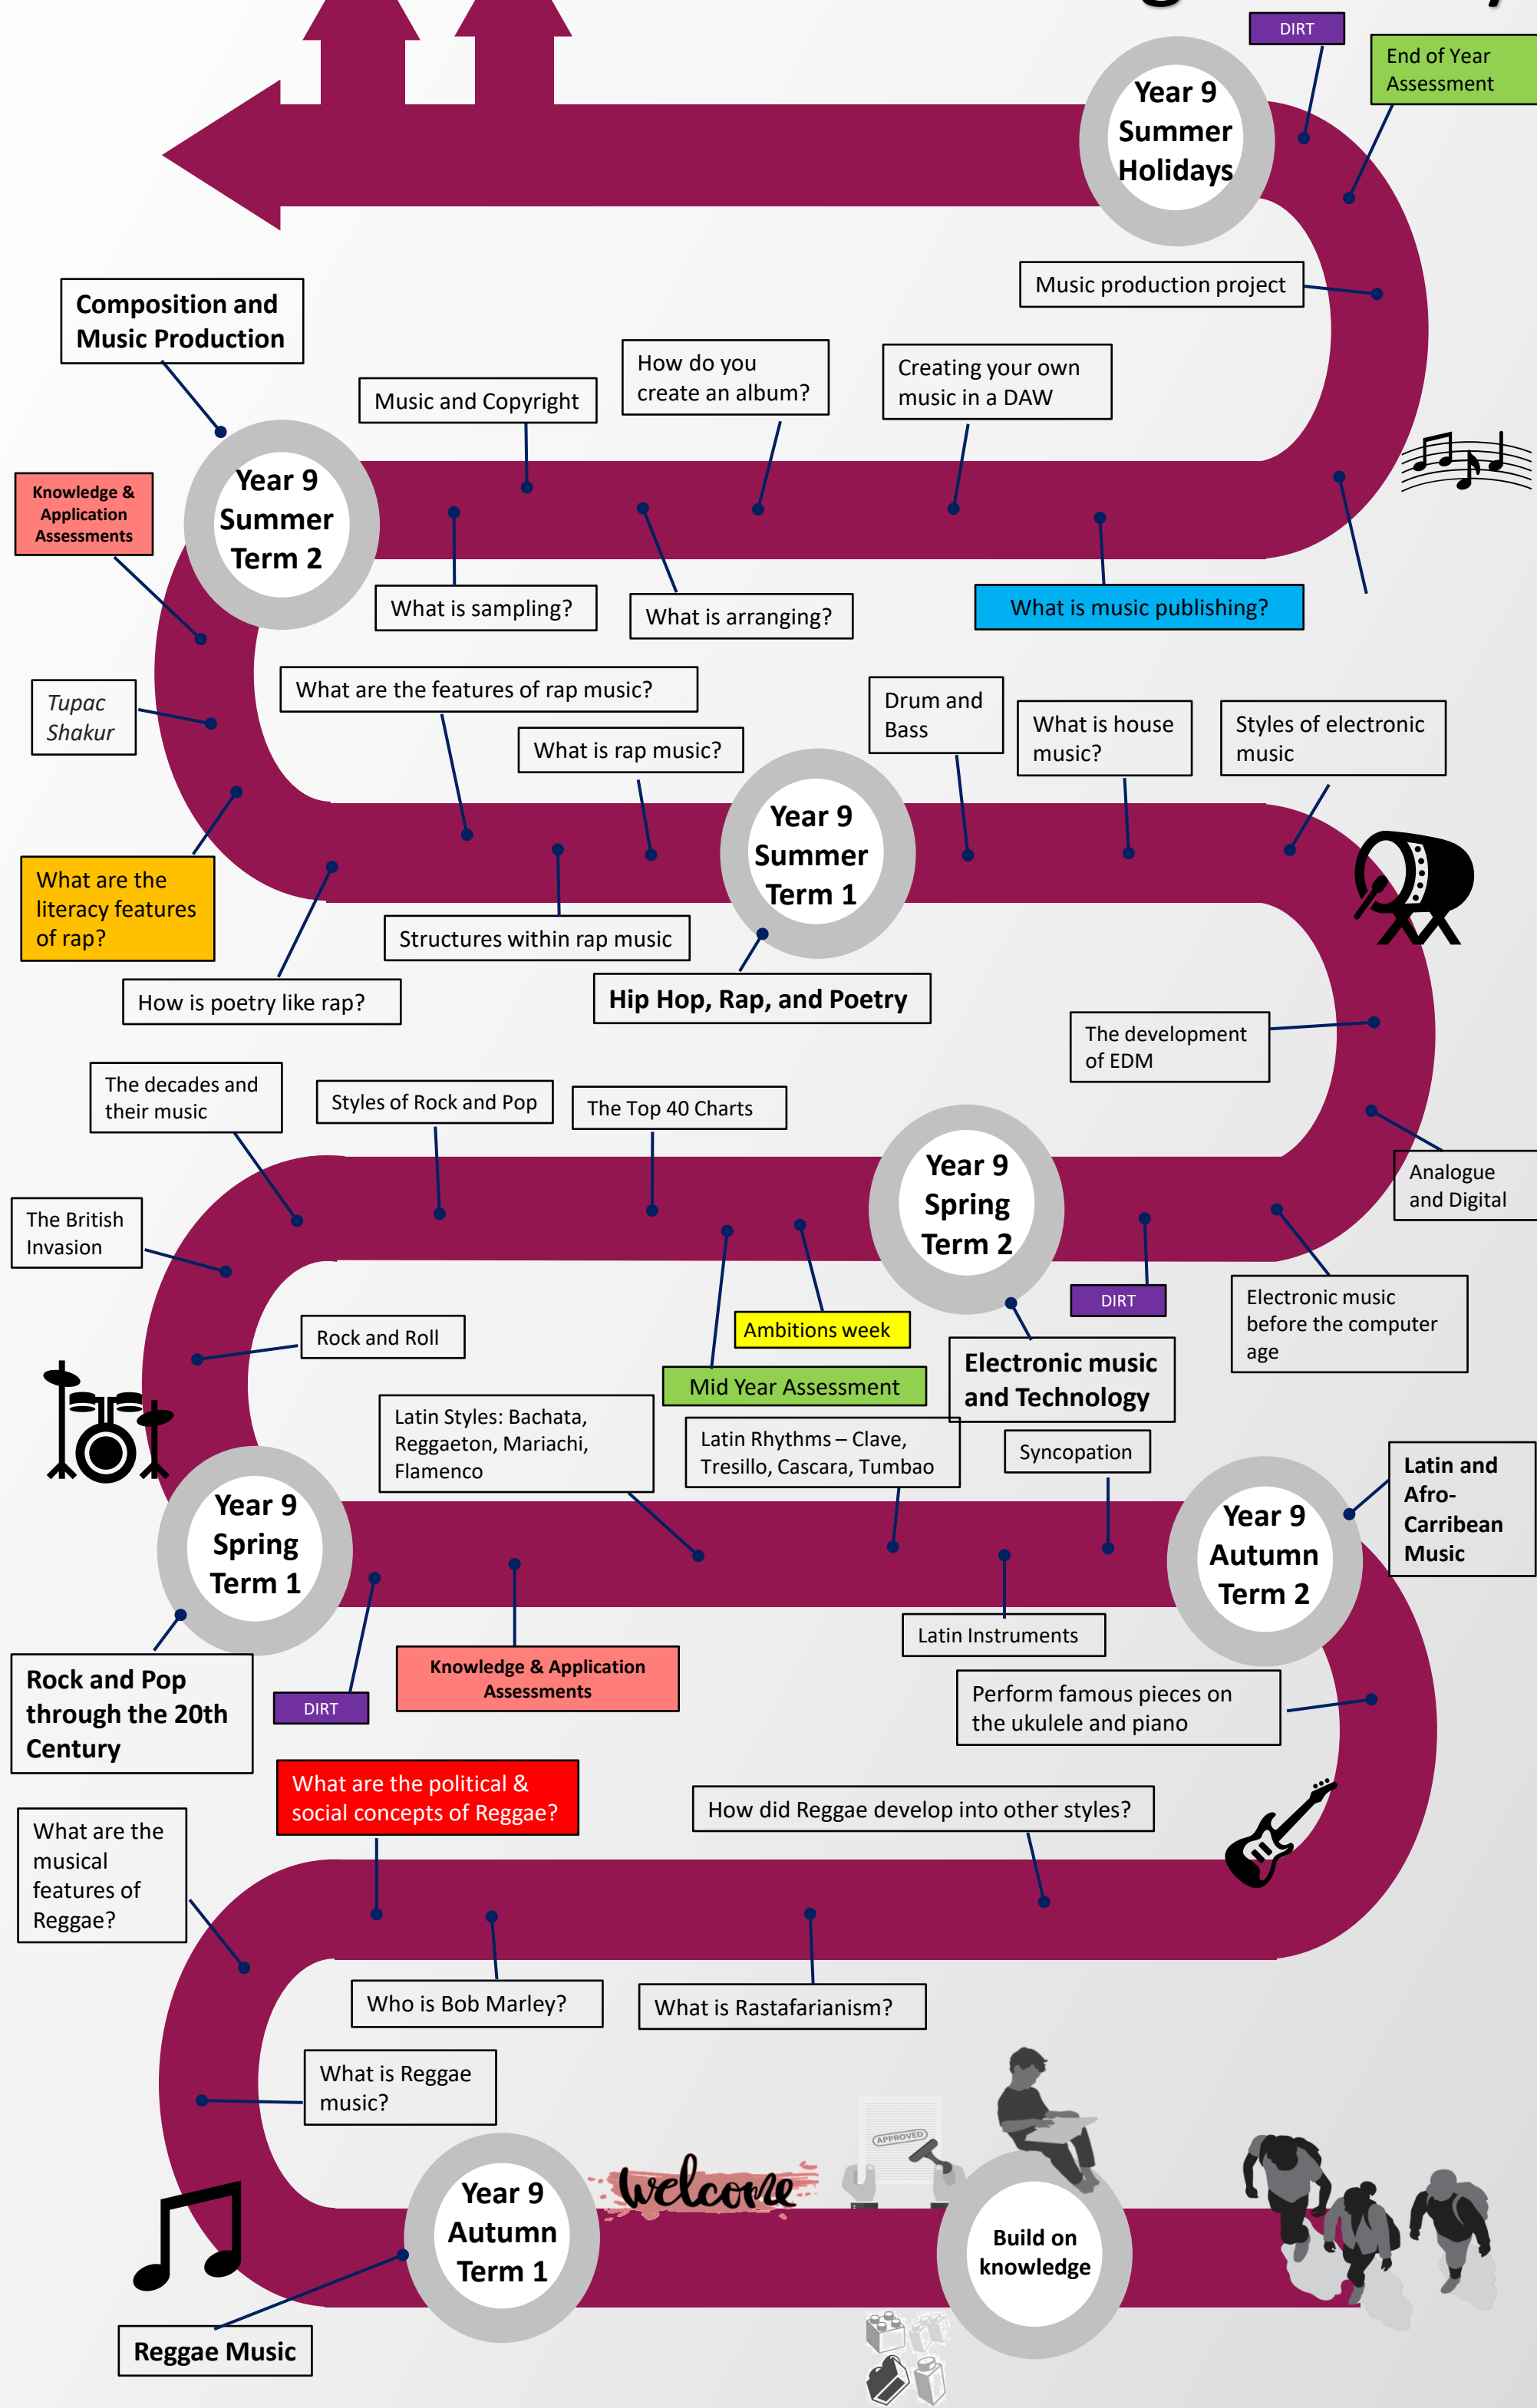 DIRT
End of Year
Assessment
Year 9
Summer
Holidays
Music production project
Composition and
Music Production
How do you
create an album?
Creating your own
music in a DAW
Music and Copyright
Year 9
Summer
Term 2
Knowledge &
Application
Assessments
What is sampling?
What is arranging?
What is music publishing?
Tupac
Shakur
What are the features of rap music?
What is rap music?
Drum and
Bass
What is house
music?
Styles of electronic
music
Year 9
Summer
Term 1
What are the
literacy features
of rap?
Structures within rap music
How is poetry like rap?
Hip Hop, Rap, and Poetry
The development
of EDM
The decades and
their music
Styles of Rock and Pop
The Top 40 Charts
Year 9
Spring
Term 2
Analogue
and Digital
The British
Invasion
DIRT
Electronic music
before the computer
age
Rock and Roll
Ambitions week
Mid Year Assessment
Electronic music
and Technology
Latin Styles: Bachata,
Reggaeton, Mariachi,
Flamenco
Latin Rhythms – Clave,
Tresillo, Cascara, Tumbao
Syncopation
Latin and
Afro-
Carribean
Music
Year 9
Spring
Term 1
Year 9
Autumn
Term 2
Rock and Pop
through the 20th
Century
DIRT
Knowledge & Application
Assessments
Latin Instruments
Perform famous pieces on
the ukulele and piano
What are the political &
social concepts of Reggae?
How did Reggae develop into other styles?
What are the
musical
features of
Reggae?
Who is Bob Marley?
What is Rastafarianism?
What is Reggae
music?
APPROVED
welcome
Year 9
Autumn
Term 1
Build on
knowledge
Reggae Music